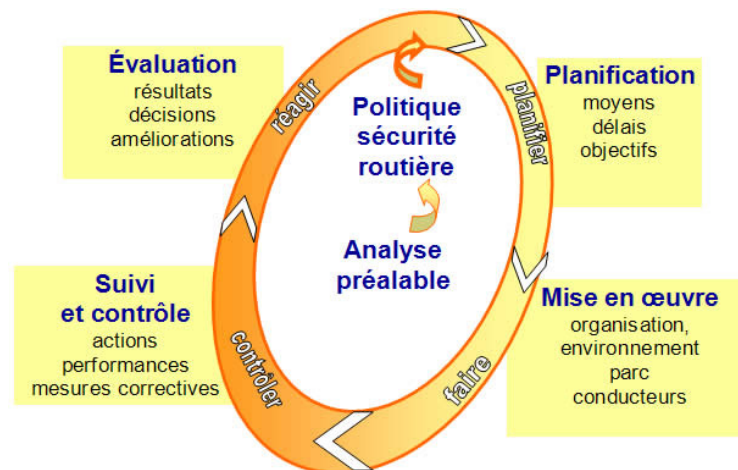 Évaluation
résultats
décisions
améliorations
réagir
Politique
sécurité
routière
Analyse
préalable
planifier
Planification
moyens
délais
objectifs
Suivi
et contrôle
actions
performances
mesures correctives
contrôler
faire
Mise en œuvre
organisation,
environnement
parc
conducteurs